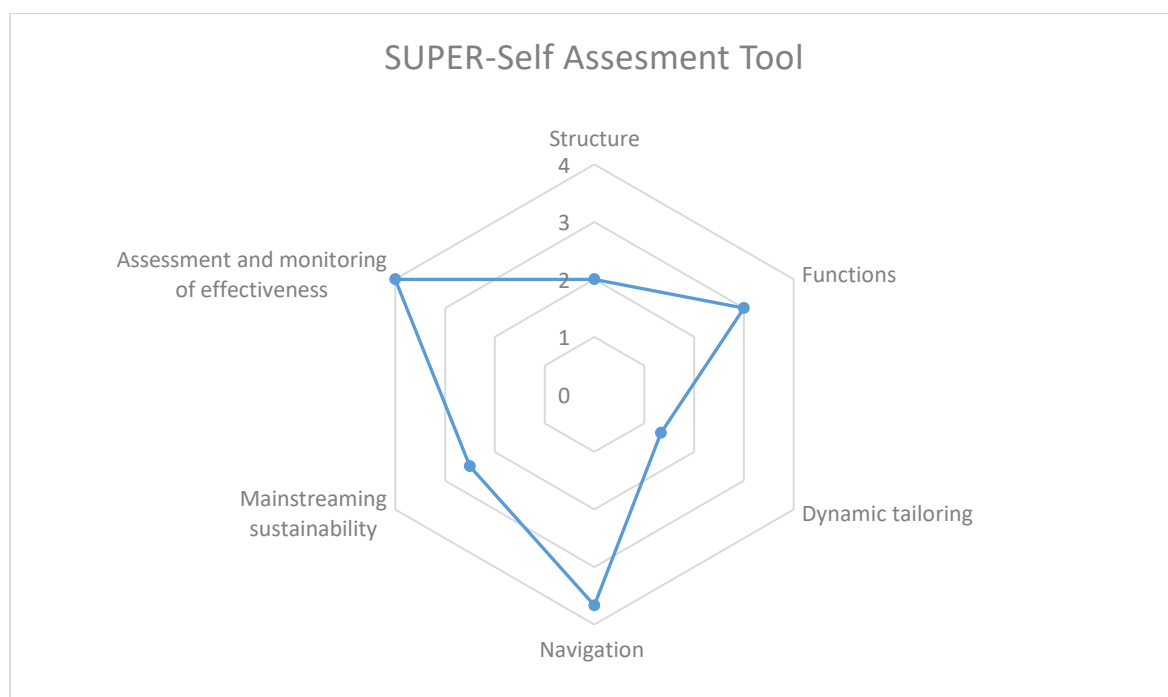 SUPER-Self Assesment Tool
Structure
4
3
2
1
0
Functions
Assessment and monitoring
of effectiveness
Mainstreaming
sustainability
Dynamic tailoring
Navigation